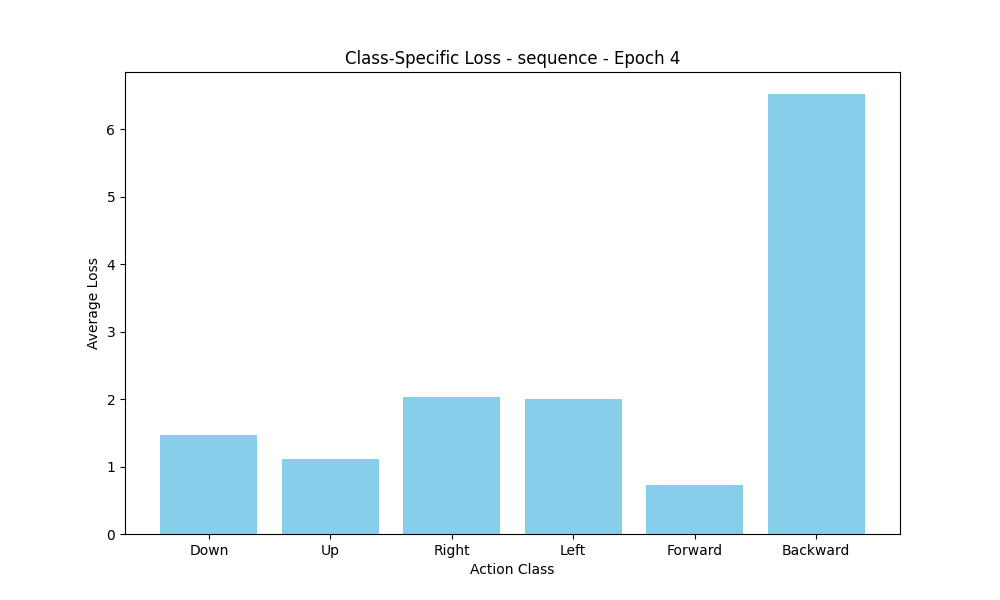 Class-Specific Loss - sequence - Epoch 4
6
5
4
3
2
1
0
Average Loss
Down Up Right Left Forward Backward
Action Class